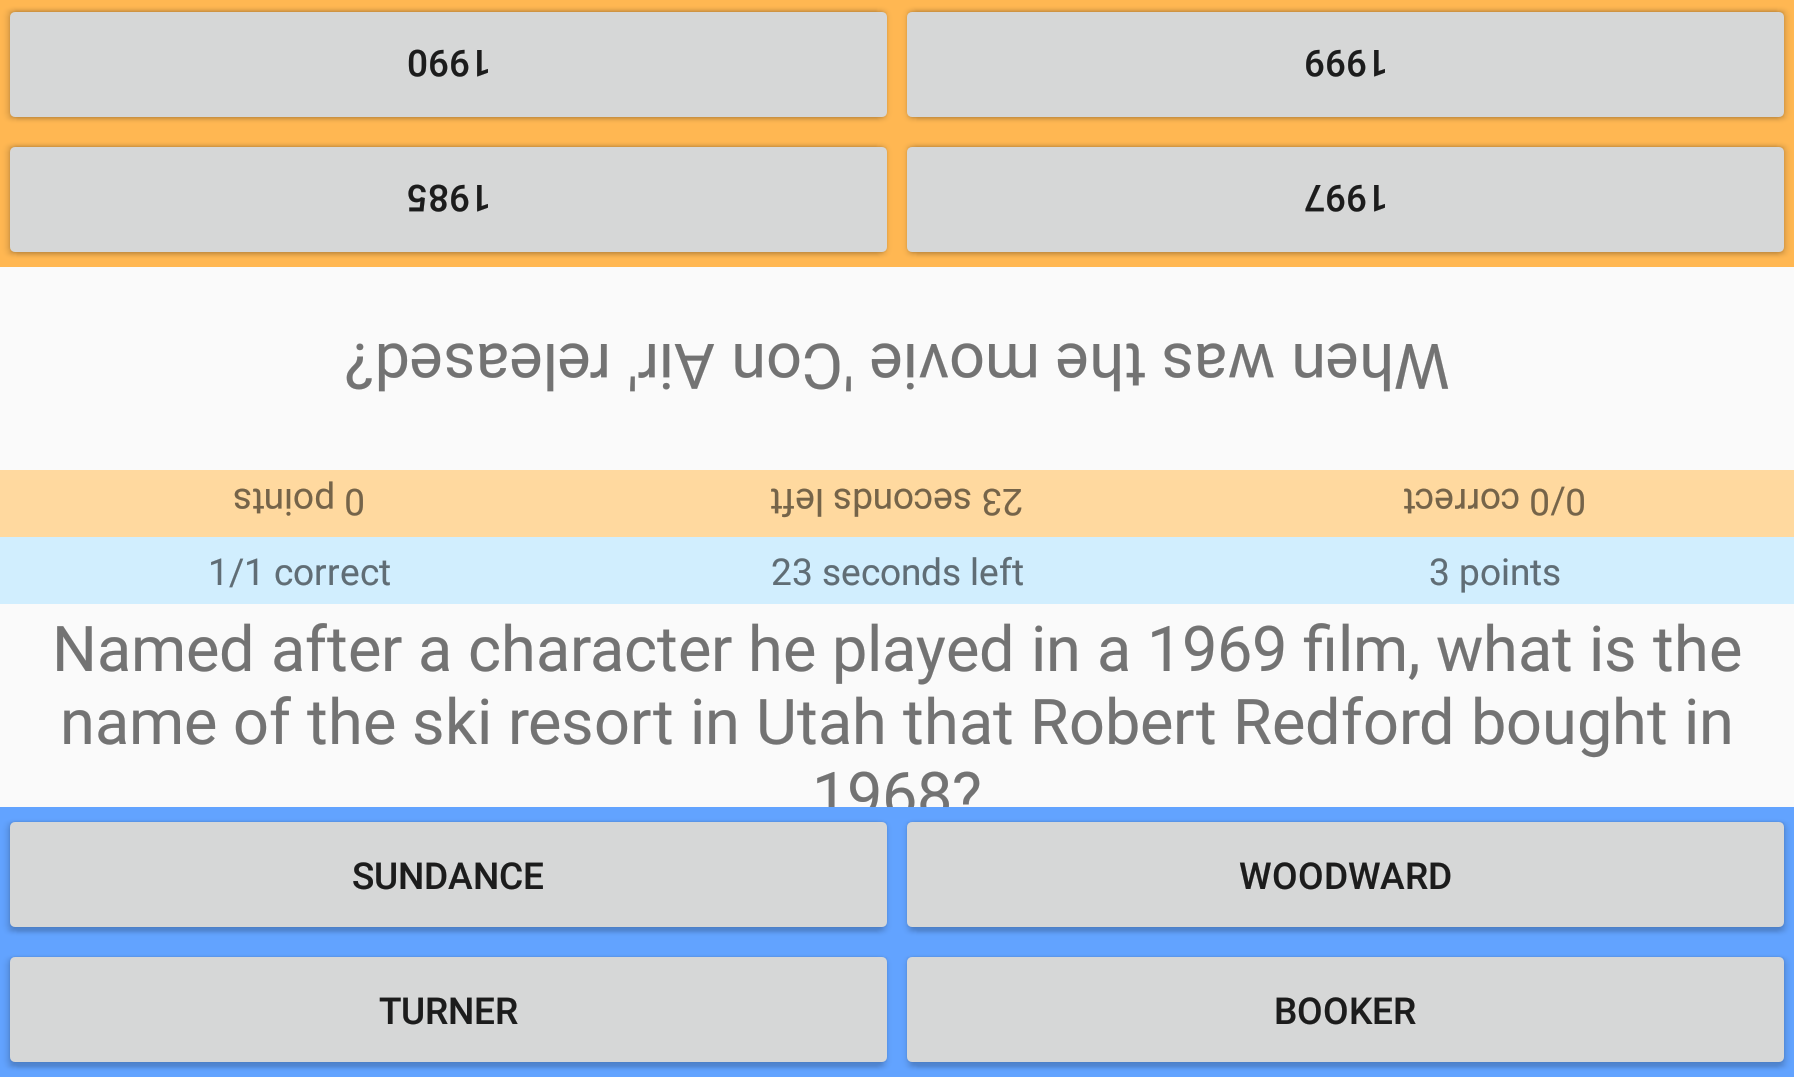 1990
1999
1985
1997
When was the movie 'Con Air' released?
0 points
23 seconds left
0/0 correct
1/1 correct
23 seconds left
3 points
Named after a character he played in a 1969 film, what is the
name of the ski resort in Utah that Robert Redford bought in
1968?
SUNDANCE
WOODWARD
TURNER
BOOKER